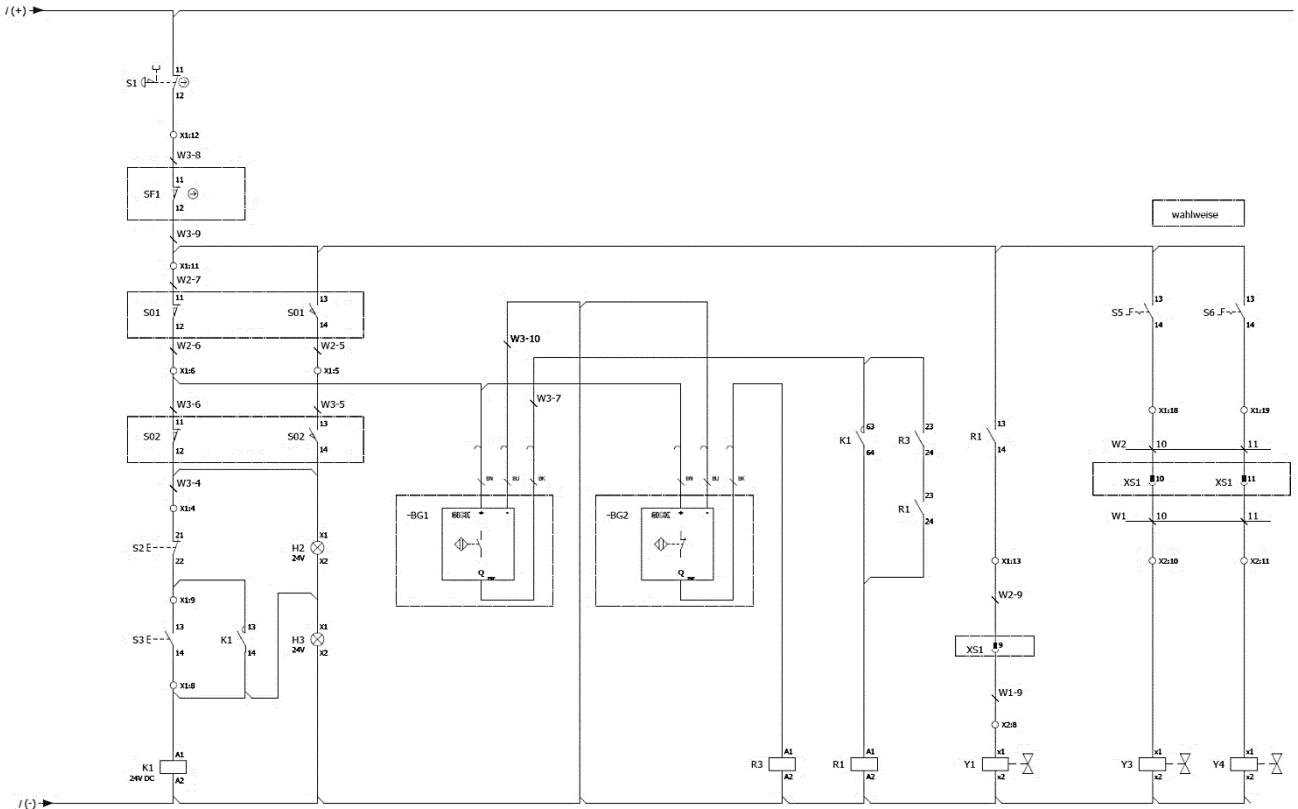 / (+)
S1
11
12
X1:12
W3-8
SF1
11
12
wahlweise
W3-9
X1:11
W2-7
S01
11
12
S01
13
14
S5
13
14
S6
13
14
W2-6
W2-5
W3-10
X1:6
X1:5
W3-6
W3-5
W3-7
X1:18
X1:19
S02
11
12
S02
13
14
K1
63
64
R3
23
24
R1
13
14
W2
10
11
W3-4
BN
BU
BK
BN
BU
BK
XS1
10
XS1
11
X1:4
-BG1
+
-
-BG2
+
-
R1
23
24
W1
10
11
S2
21
22
H2
24V
X1
X2
X1:13
X2:10
X2:11
Q
Q
X1:9
W2-9
S3
13
14
K1
13
14
H3
24V
X1
X2
XS1
9
X1:8
W1-9
X2:8
K1
24V DC
A1
A2
R3
A1
A2
R1
A1
A2
Y1
x1
x2
Y3
x1
x2
Y4
x1
x2
/ (-)